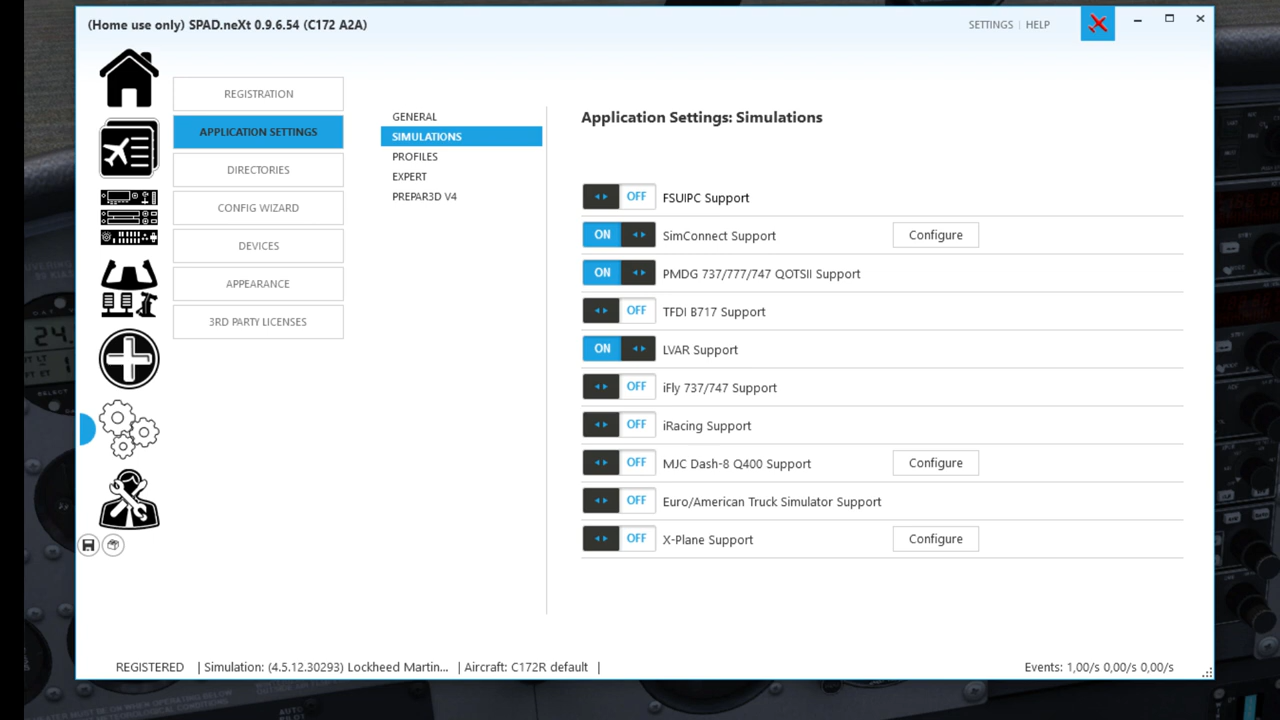 (Home use only) SPAD.neXt 0.9.6.54 (C172 A2A)
SETTINGS | HELP
REGISTRATION
APPLICATION SETTINGS
DIRECTORIES
CONFIG WIZARD
DEVICES
APPEARANCE
3RD PARTY LICENSES
GENERAL
SIMULATIONS
PROFILES
EXPERT
PREPAR3D V4
Application Settings: Simulations
OFF FSUIPC Support
ON SimConnect Support Configure
ON PMDG 737/777/747 QOTSII Support
OFF TFDI B717 Support
ON LVAR Support
OFF iFly 737/747 Support
OFF iRacing Support
OFF MJC Dash-8 Q400 Support Configure
OFF Euro/American Truck Simulator Support
OFF X-Plane Support Configure
REGISTERED | Simulation: (4.5.12.30293) Lockheed Martin... | Aircraft: C172R default |
Events: 1,00/s 0,00/s 0,00/s